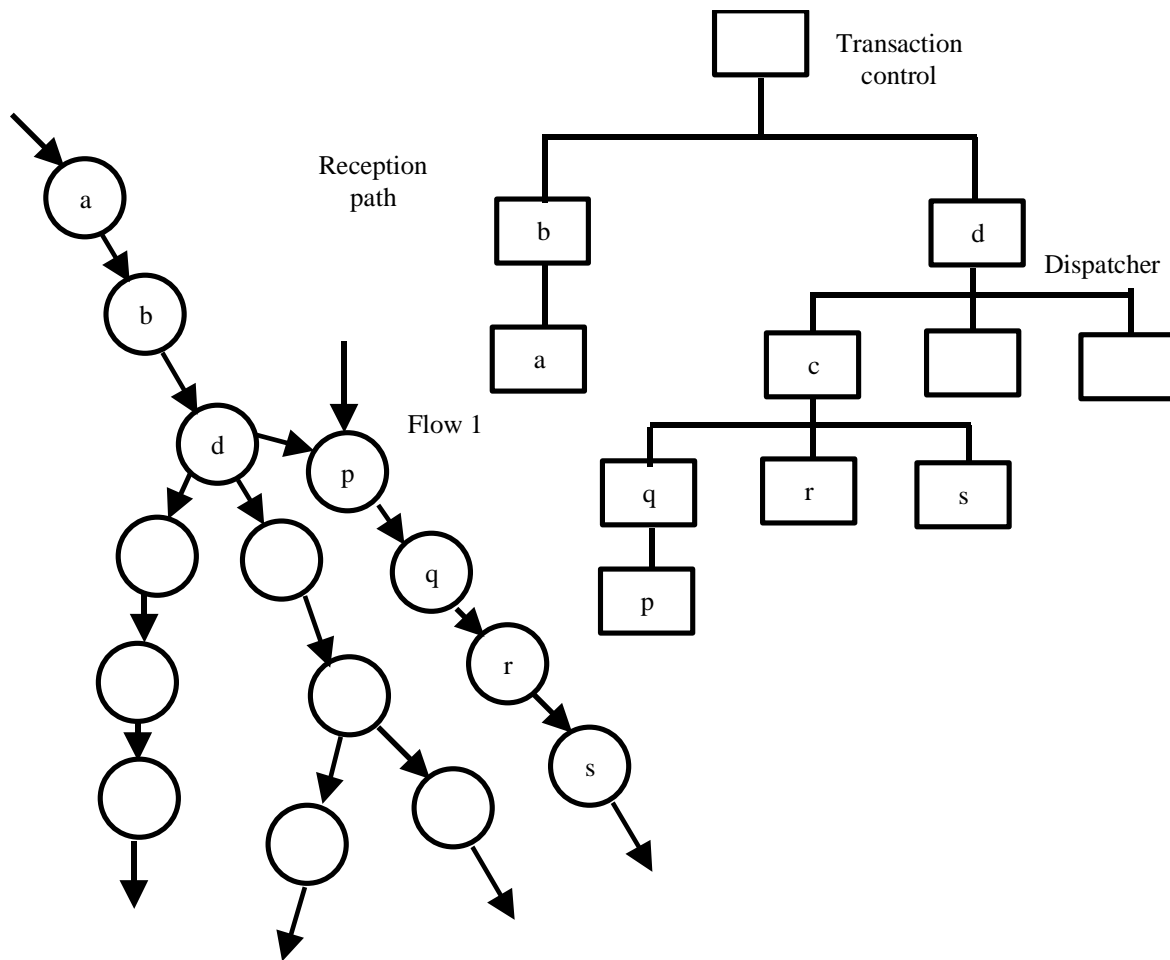 Transaction
control
Reception
path
a
b
d
Dispatcher
b
a
c
Flow 1
d
p
q
r
s
q
p
r
s